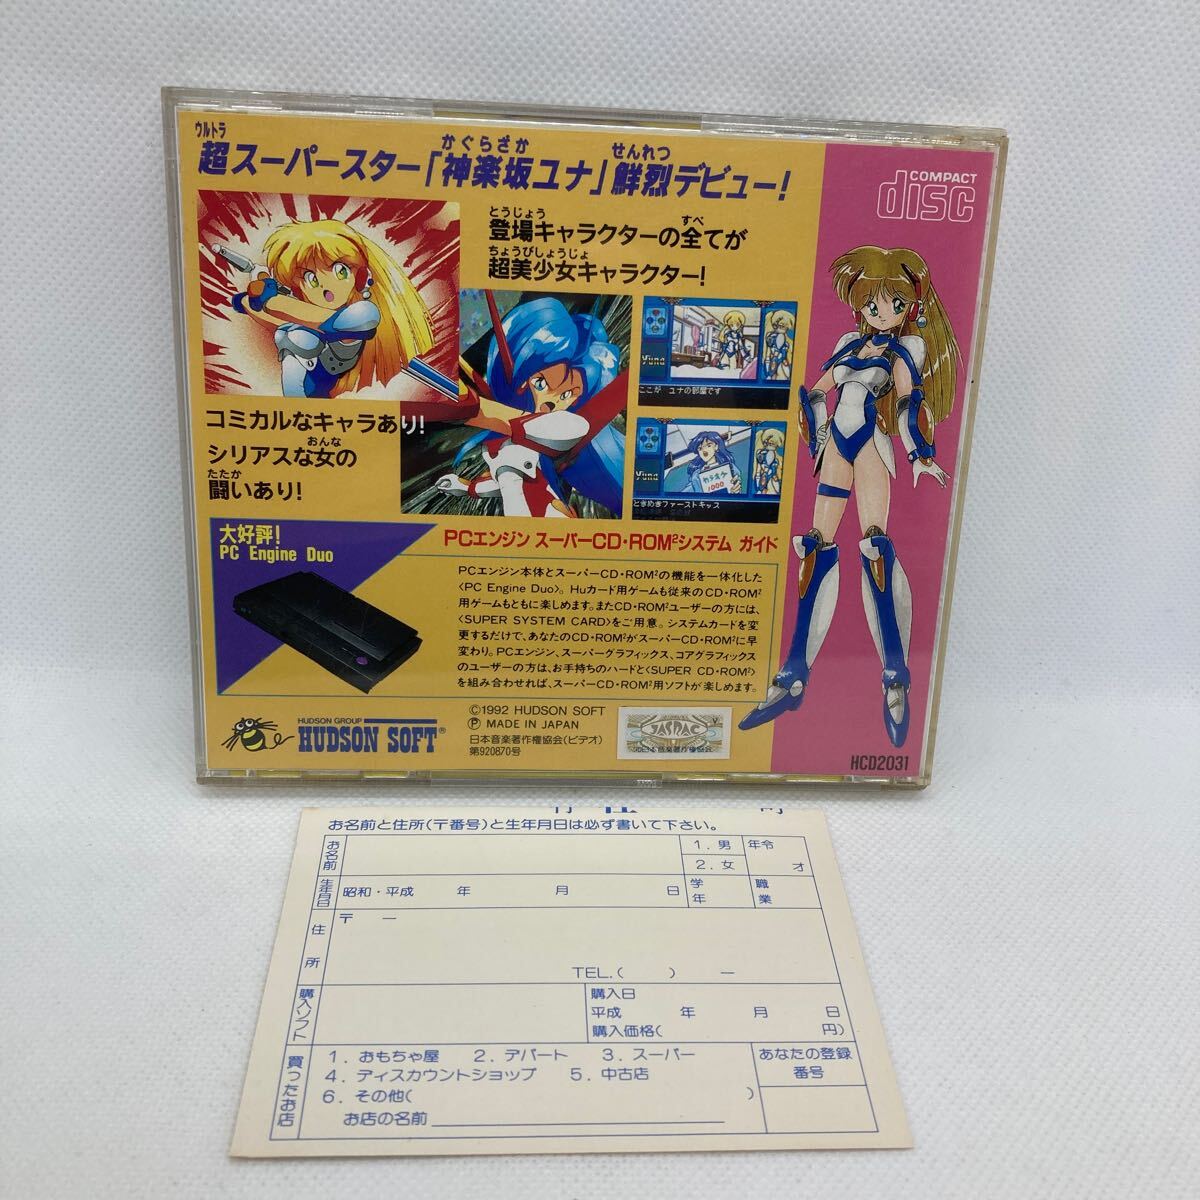 ウルトラ かぐらざか せんれつ
超スーパースター「神楽坂ユナ」鮮烈デビュー!
COMPACT
disc
とうじょう すべ
登場キャラクターの全てが
ちょうびしょうじょ
超美少女キャラクター!
Yuna
ここが ユナの部屋です
コミカルなキャラあり!
おんな
シリアスな女の
たたか
闘いあり!
Yuna
1000
ときめきファーストキッス
大好評!
PC Engine Duo
PCエンジン スーパーCD・ROM²システム ガイド
PCエンジン本体とスーパーCD・ROM²の機能を一体化した
〈PC Engine Duo〉。Huカード用ゲームも従来のCD・ROM²
用ゲームもともに楽しめます。またCD・ROM²ユーザーの方には、
〈SUPER SYSTEM CARD〉をご用意。システムカードを変
更するだけで、あなたのCD・ROM²がスーパーCD・ROM²に早
変わり。PCエンジン、スーパーグラフィックス、コアグラフィックス
のユーザーの方は、お手持ちのハードと〈SUPER CD・ROM²〉
を組み合わせれば、スーパーCD・ROM²用ソフトが楽しめます。
HUDSON GROUP
HUDSON SOFT®
©1992 HUDSON SOFT
Ⓟ MADE IN JAPAN
日本音楽著作権協会(ビデオ)
第920870号
V
JASRAC
日本音楽著作権協会
HCD2031
お名前と住所(〒番号)と生年月日は必ず書いて下さい。
お名前
1. 男
2. 女
年令
才
生年月日
昭和・平成 年 月 日
学年
職業
住所
〒 ー
TEL.( ) ー
購入ソフト
購入日
平成 年 月 日
購入価格( 円)
買ったお店
1. おもちゃ屋 2. デパート 3. スーパー
4. ディスカウントショップ 5. 中古店
6. その他( )
お店の名前
あなたの登録
番号